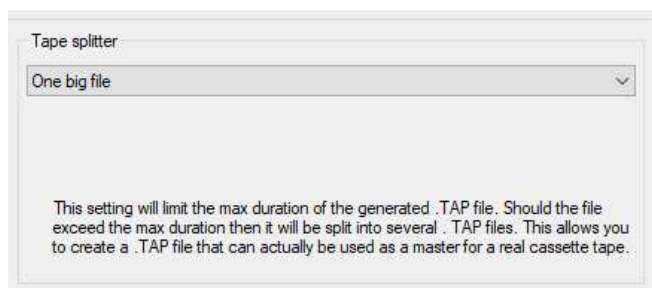 Tape splitter
One big file
This setting will limit the max duration of the generated .TAP file. Should the file
exceed the max duration then it will be split into several . TAP files. This allows you
to create a .TAP file that can actually be used as a master for a real cassette tape.